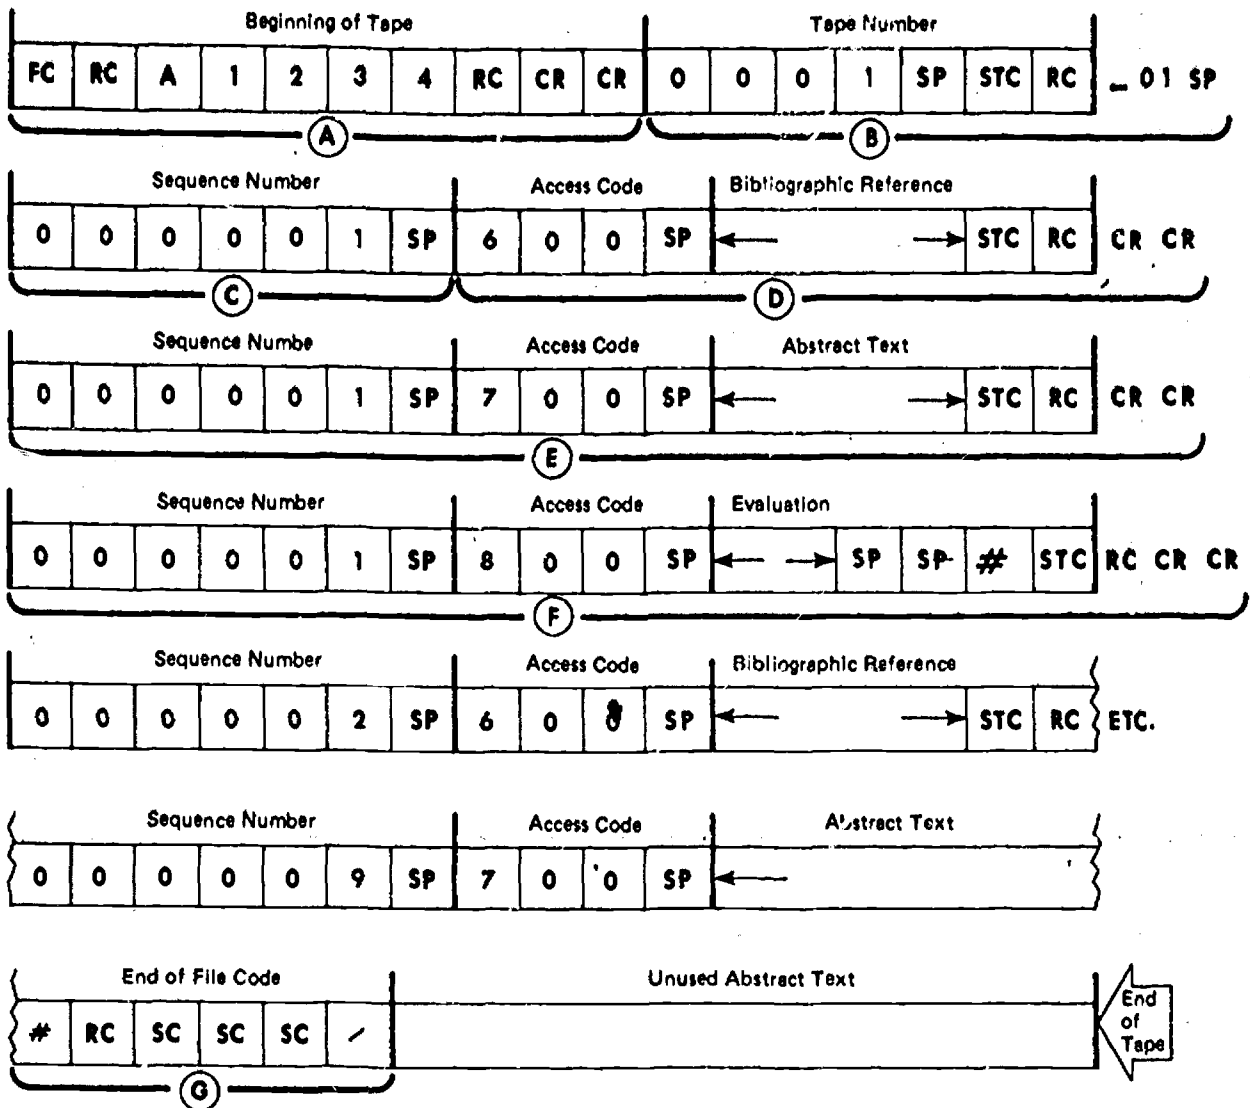 Beginning of Tape Tape Number
FC RC A 1 2 3 4 RC CR CR 0 0 0 1 SP STC RC _ 01 SP
A B
Sequence Number Access Code Bibliographic Reference
0 0 0 0 0 1 SP 6 0 0 SP STC RC CR CR
C D
Sequence Numbe Access Code Abstract Text
0 0 0 0 0 1 SP 7 0 0 SP STC RC CR CR
E
Sequence Number Access Code Evaluation
0 0 0 0 0 1 SP 8 0 0 SP SP SP # STC RC CR CR
F
Sequence Number Access Code Bibliographic Reference
0 0 0 0 0 2 SP 6 0 0 SP STC RC ETC.
Sequence Number Access Code Abstract Text
0 0 0 0 0 9 SP 7 0 0 SP
End of File Code Unused Abstract Text
# RC SC SC SC /
End
of
Tape
G